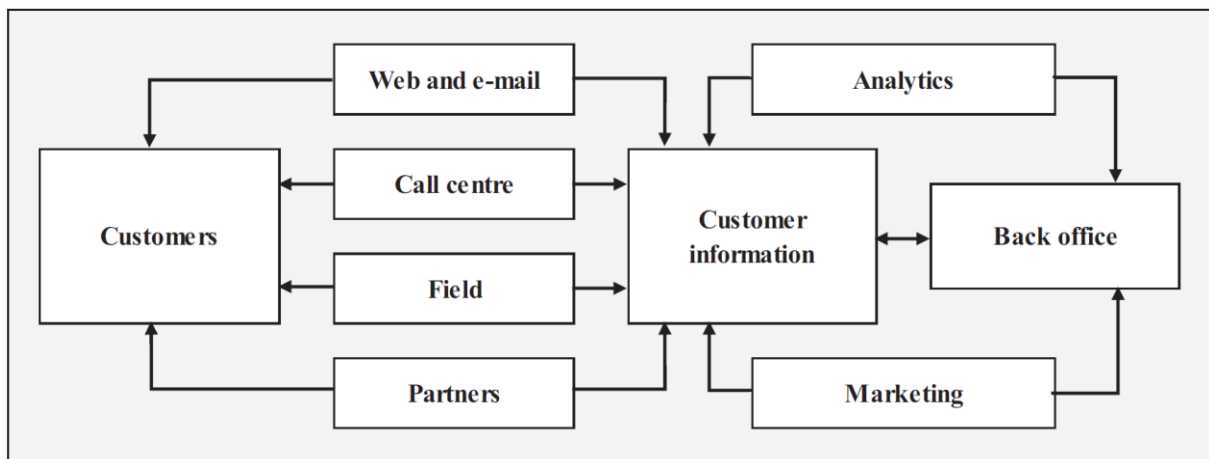 Web and e-mail
Analytics
Call centre
Customers
Customer
information
Back office
Field
Partners
Marketing